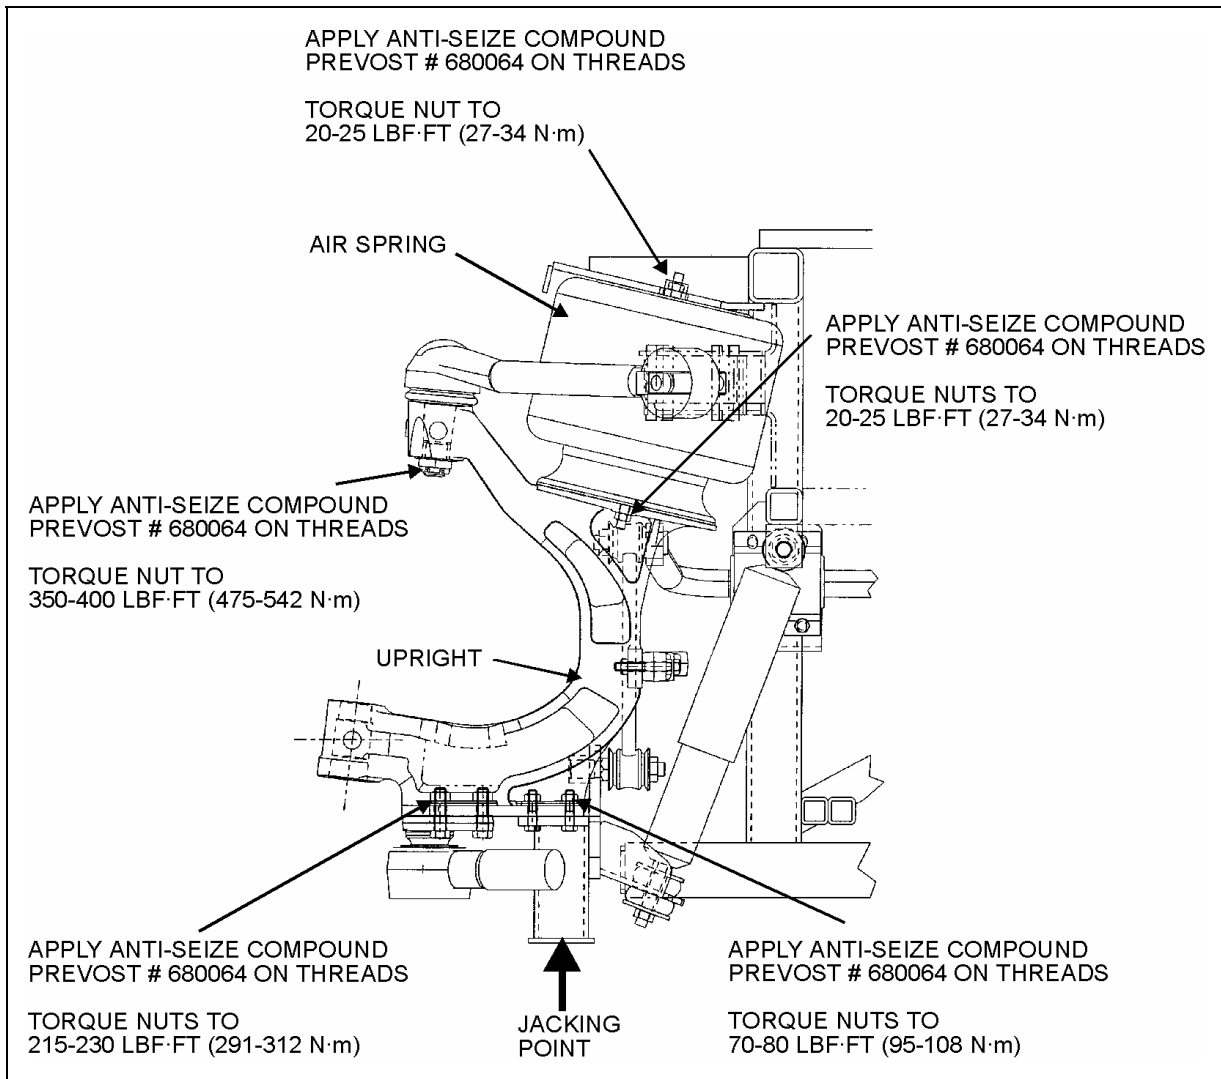 APPLY ANTI-SEIZE COMPOUND
PREVOST # 680064 ON THREADS
TORQUE NUT TO
20-25 LBF·FT (27-34 N·m)
AIR SPRING
APPLY ANTI-SEIZE COMPOUND
PREVOST # 680064 ON THREADS
TORQUE NUTS TO
20-25 LBF·FT (27-34 N·m)
APPLY ANTI-SEIZE COMPOUND
PREVOST # 680064 ON THREADS
TORQUE NUT TO
350-400 LBF·FT (475-542 N·m)
UPRIGHT
APPLY ANTI-SEIZE COMPOUND
PREVOST # 680064 ON THREADS
TORQUE NUTS TO
215-230 LBF·FT (291-312 N·m)
JACKING
POINT
APPLY ANTI-SEIZE COMPOUND
PREVOST # 680064 ON THREADS
TORQUE NUTS TO
70-80 LBF·FT (95-108 N·m)